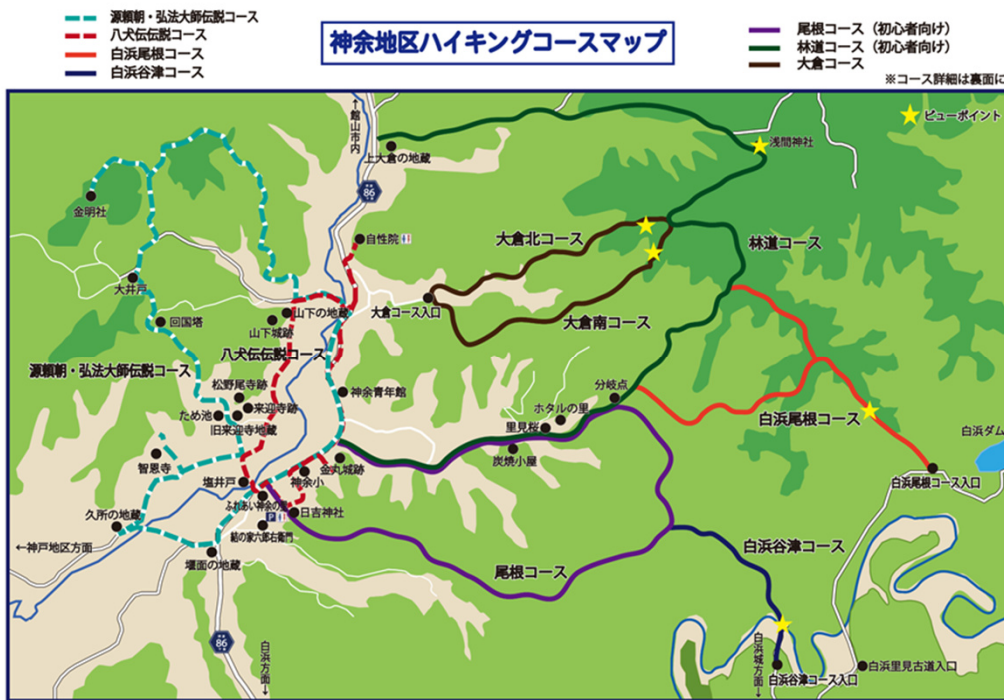 源頼朝・弘法大師伝説コース
八犬伝伝説コース
白浜尾根コース
白浜谷津コース
神余地区ハイキングコースマップ
尾根コース（初心者向け）
林道コース（初心者向け）
大倉コース
※コース詳細は裏面に
ビューポイント
↑館山市内
86
上大倉の地蔵
浅間神社
金明社
自性院
大倉北コース
林道コース
大井戸
大倉コース入口
山下の地蔵
回国塔
山下城跡
大倉南コース
八犬伝伝説コース
源頼朝・弘法大師伝説コース
松野尾寺跡
神余青年館
分岐点
ため池
来迎寺跡
ホタルの里
旧来迎寺地蔵
里見桜
白浜尾根コース
白浜ダム
炭焼小屋
智恩寺
金丸城跡
塩井戸
神余小
白浜尾根コース入口
ふれあい神余の里
久所の地蔵
P
日吉神社
結の家六郎右衛門
←神戸地区方面
白浜谷津コース
堰面の地蔵
尾根コース
86
白浜方面↓
白浜城方面↓
白浜里見古道入口
白浜谷津コース入口